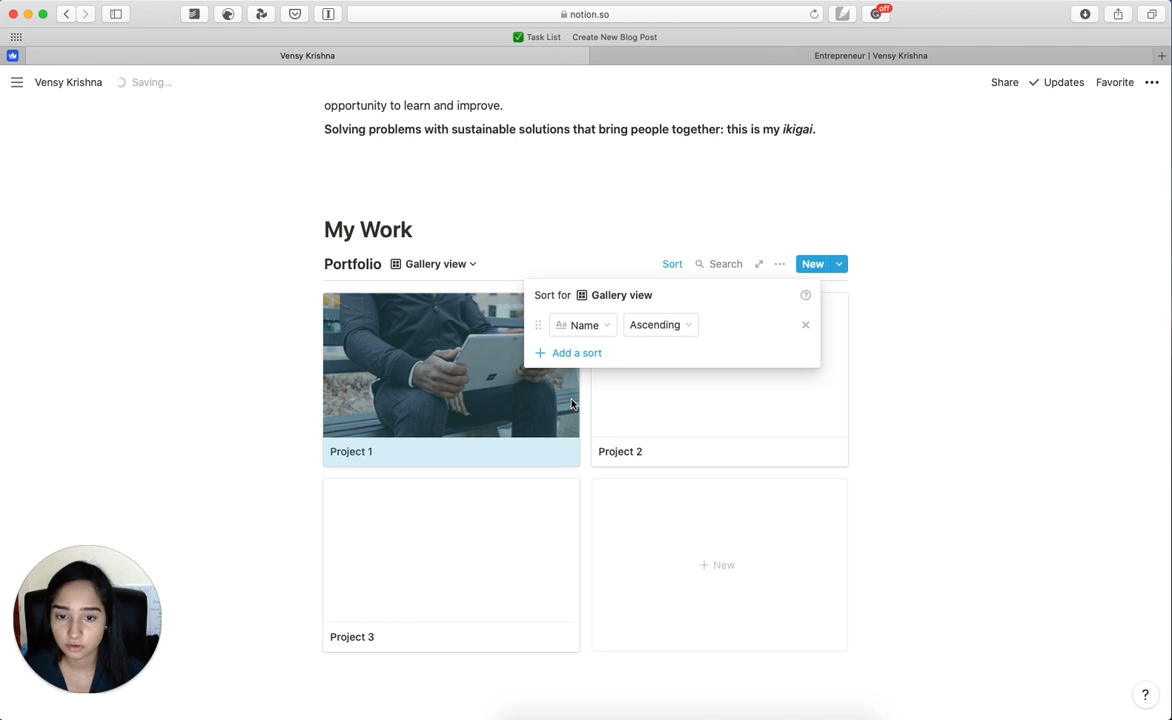 off
notion.so
Task List Create New Blog Post
Vensy Krishna
Entrepreneur | Vensy Krishna
Vensy Krishna Saving...
Share Updates Favorite
opportunity to learn and improve.
Solving problems with sustainable solutions that bring people together: this is my ikigai.
My Work
Portfolio Gallery view Sort Search New
Sort for Gallery view
Aa Name Ascending
Add a sort
Project 1
Project 2
+ New
Project 3
?